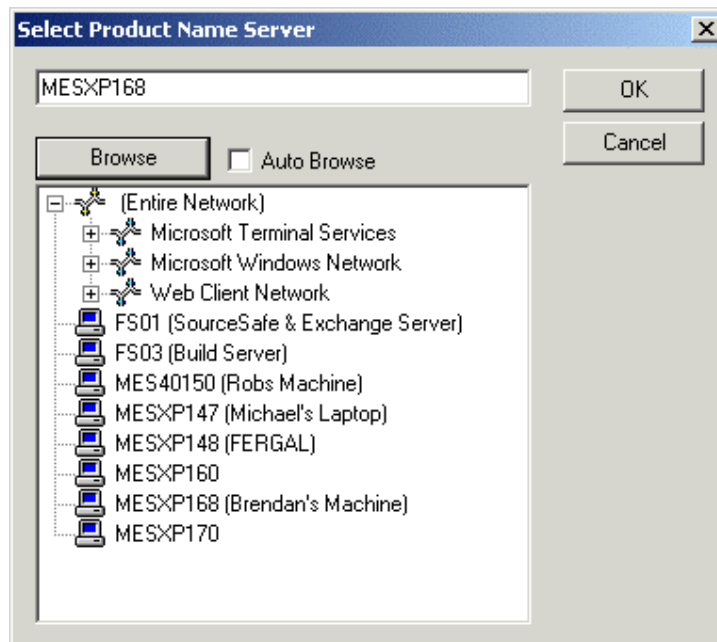 Select Product Name Server
MESXP168
OK
Browse
Auto Browse
Cancel
(Entire Network)
Microsoft Terminal Services
Microsoft Windows Network
Web Client Network
FS01 (SourceSafe & Exchange Server)
FS03 (Build Server)
MES40150 (Robs Machine)
MESXP147 (Michael's Laptop)
MESXP148 (FERGAL)
MESXP160
MESXP168 (Brendan's Machine)
MESXP170